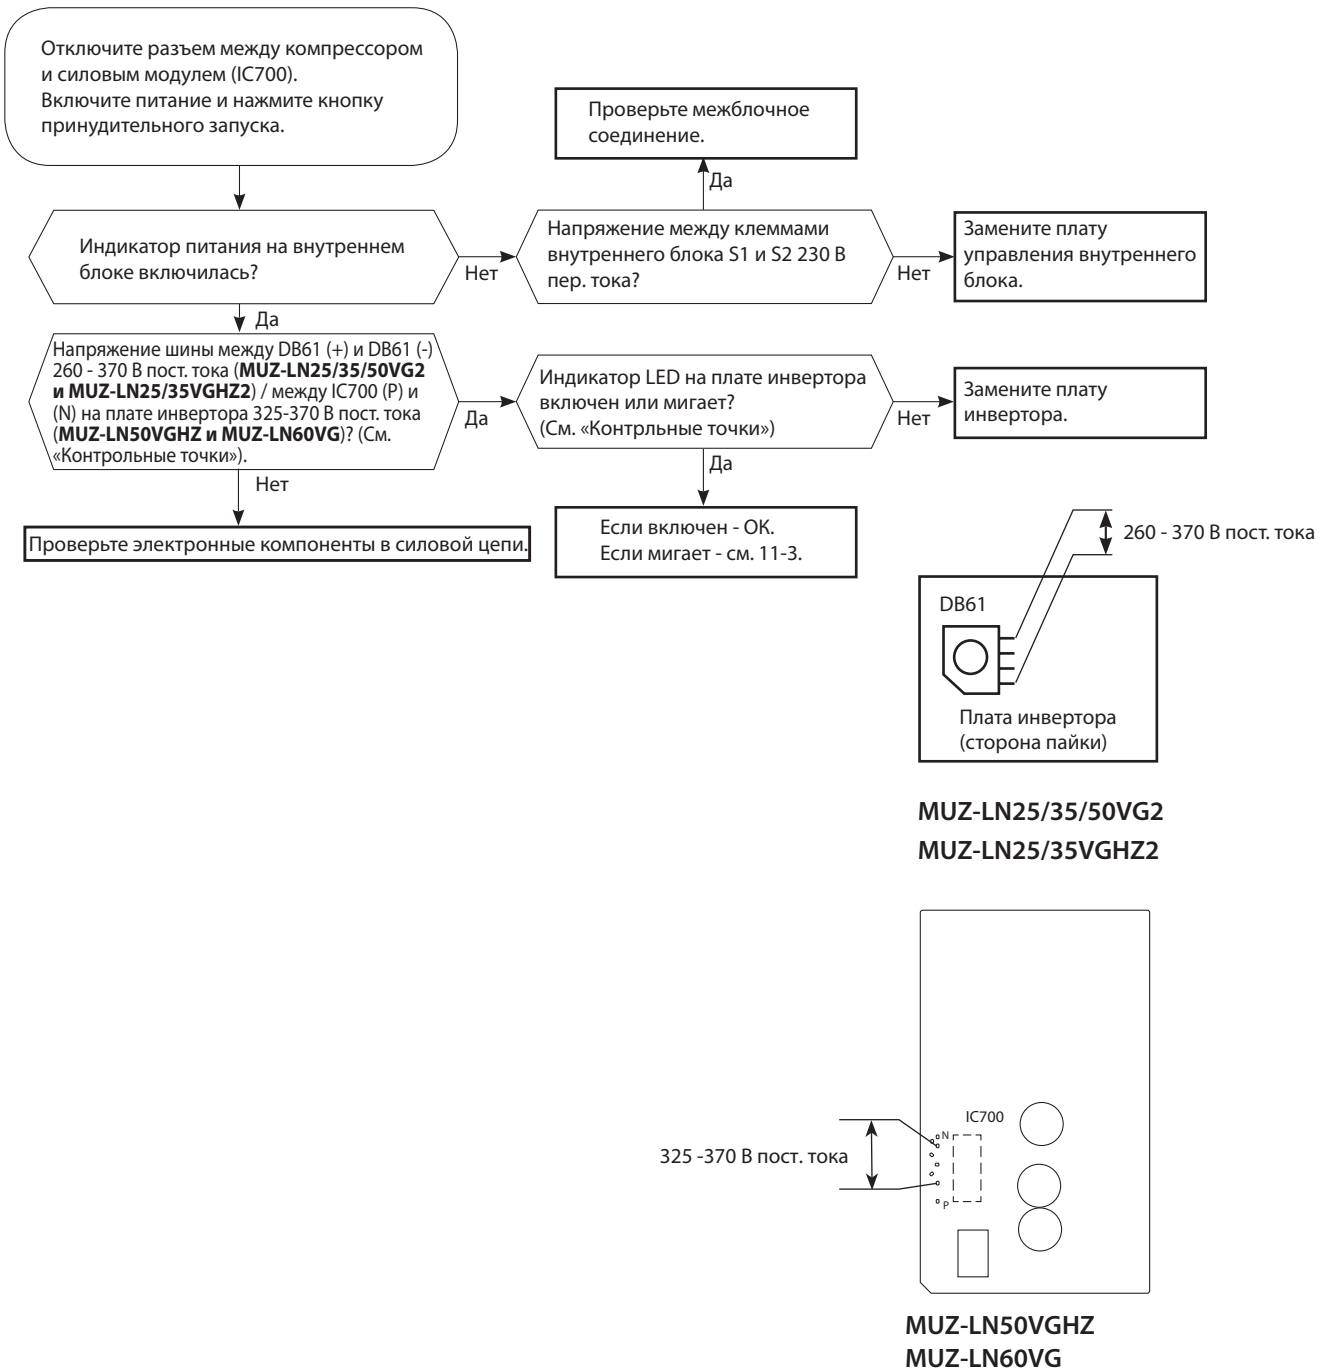 Отключите разъем между компрессором
и силовым модулем (IC700).
Включите питание и нажмите кнопку
принудительного запуска.
Проверьте межблочное
соединение.
Да
Индикатор питания на внутреннем
блоке включилась?
Нет
Напряжение между клеммами
внутреннего блока S1 и S2 230 В
пер. тока?
Нет
Замените плату
управления внутреннего
блока.
Да
Напряжение шины между DB61 (+) и DB61 (-)
260 - 370 В пост. тока (MUZ-LN25/35/50VG2
и MUZ-LN25/35VGHZ2) / между IC700 (P) и
(N) на плате инвертора 325-370 В пост. тока
(MUZ-LN50VGHZ и MUZ-LN60VG)? (См.
«Контрольные точки»).
Да
Индикатор LED на плате инвертора
включен или мигает?
(См. «Контрльные точки»)
Нет
Замените плату
инвертора.
Нет
Да
Проверьте электронные компоненты в силовой цепи.
Если включен - ОК.
Если мигает - см. 11-3.
260 - 370 В пост. тока
DB61
Плата инвертора
(сторона пайки)
MUZ-LN25/35/50VG2
MUZ-LN25/35VGHZ2
IC700
N
325 -370 В пост. тока
P
MUZ-LN50VGHZ
MUZ-LN60VG